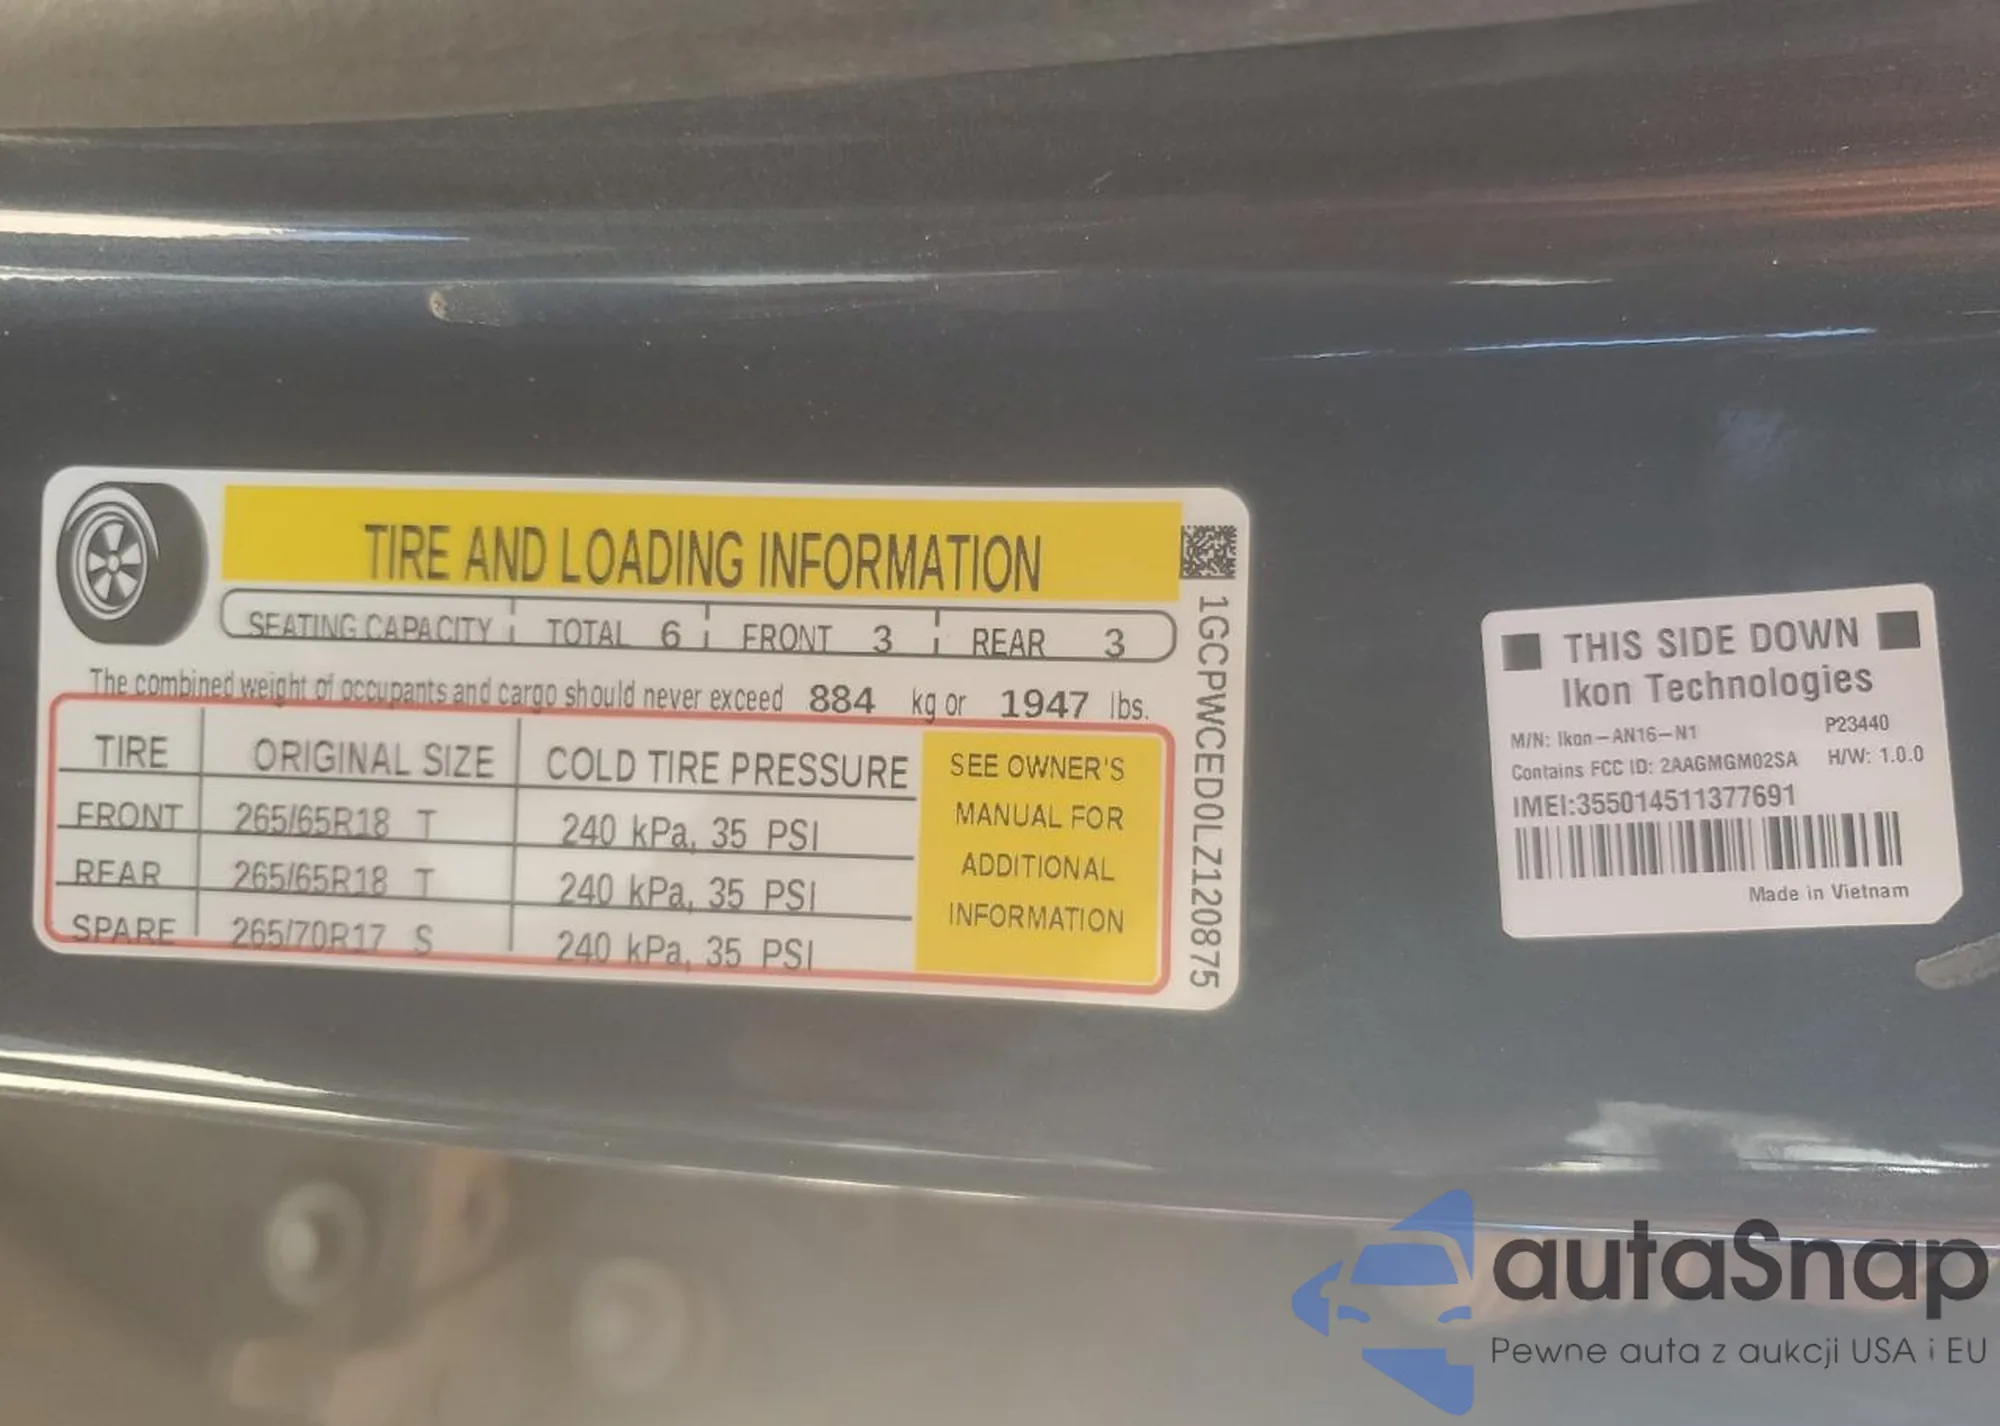 TIRE AND LOADING INFORMATION
SEATING CAPACITY TOTAL 6 FRONT 3 REAR 3
The combined weight of occupants and cargo should never exceed 884 kg or 1947 lbs.
TIRE ORIGINAL SIZE COLD TIRE PRESSURE
FRONT 265/65R18 T 240 kPa, 35 PSI
REAR 265/65R18 T 240 kPa, 35 PSI
SPARE 265/70R17 S 240 kPa, 35 PSI
SEE OWNER'S
MANUAL FOR
ADDITIONAL
INFORMATION
1GCPWCED0LZ120875
THIS SIDE DOWN
Ikon Technologies
M/N: Ikon-AN16-N1 P23440
Contains FCC ID: 2AAGMGM02SA H/W: 1.0.0
IMEI:355014511377691
Made in Vietnam
autaSnap
Pewne auta z aukcji USA i EU